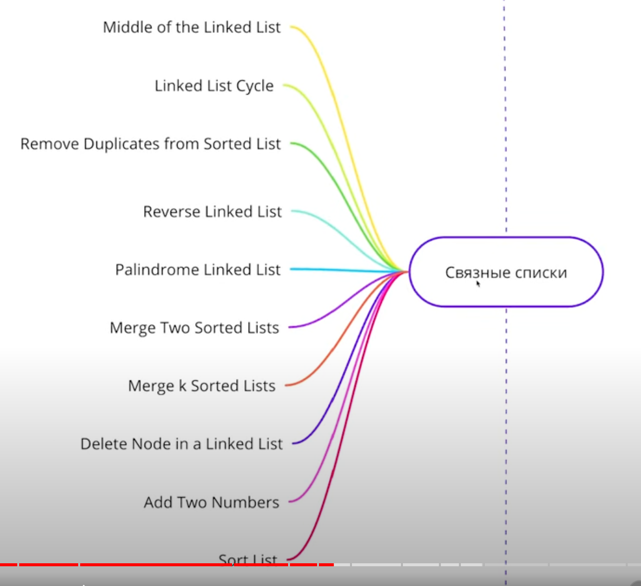 Middle of the Linked List
Linked List Cycle
Remove Duplicates from Sorted List
Reverse Linked List
Palindrome Linked List
Merge Two Sorted Lists
Merge k Sorted Lists
Delete Node in a Linked List
Add Two Numbers
Sort List
Связные списки